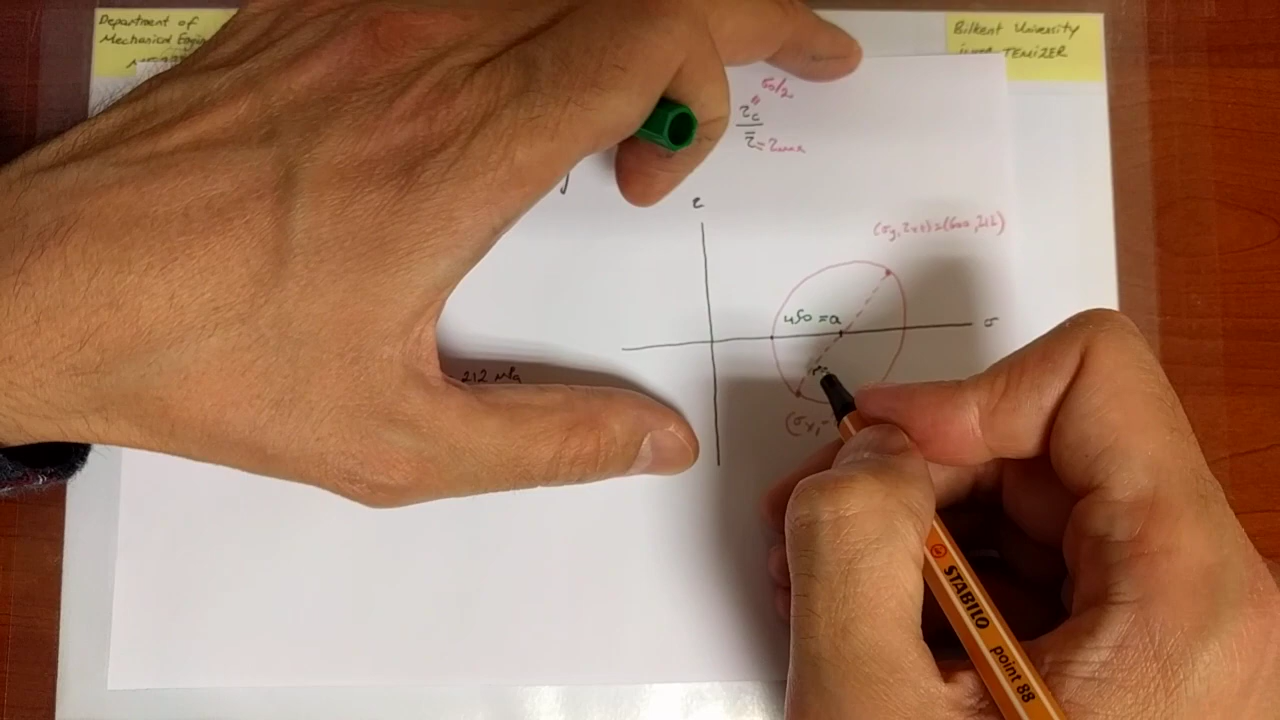 Department of
Mechanical Engin
Bilkent University
TEMIZER
σ₀/2
"
τc
τ̄ = τmax
τ
(σy, τxy) = (600, 212)
450 = a
σ
212 MPa
(σx, -
STABILO
point 88